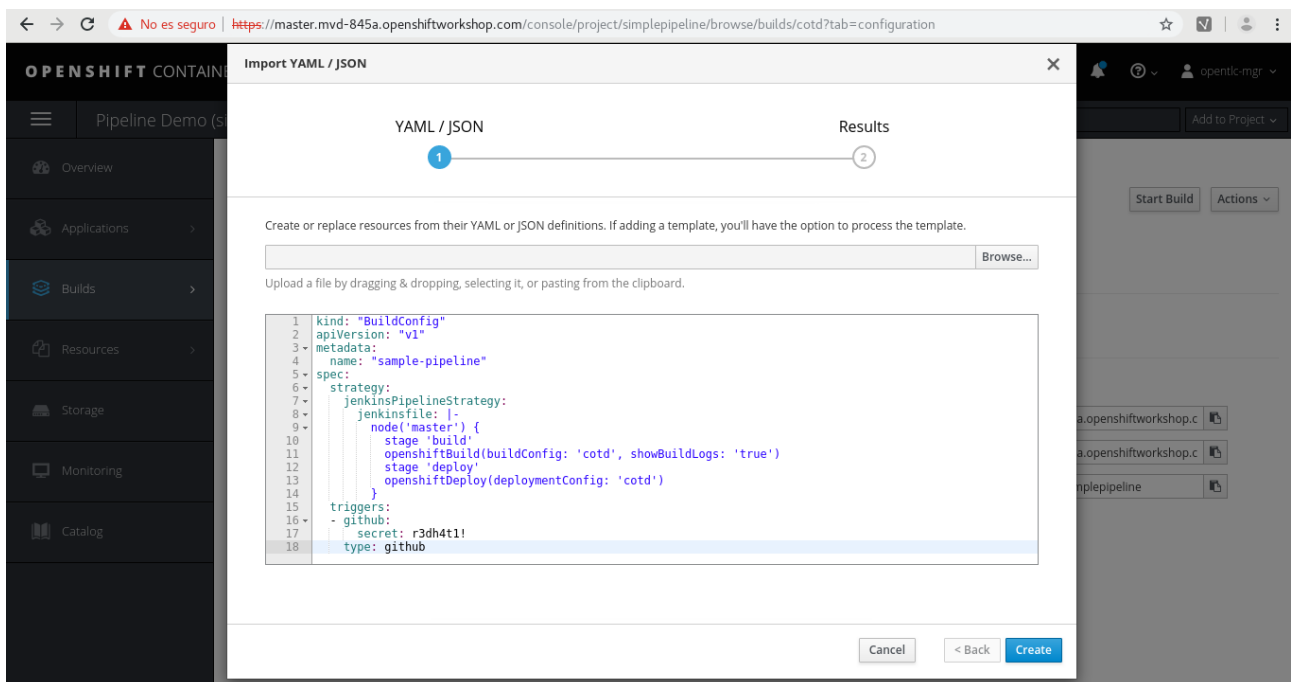 No es seguro | https://master.mvd-845a.openshiftworkshop.com/console/project/simplepipeline/browse/builds/cotd?tab=configuration
OPENSHIFT CONTAINE
Import YAML / JSON
opentlc-mgr
Pipeline Demo (si
Add to Project
YAML / JSON
Results
1
2
Overview
Applications
Builds
Resources
Storage
Monitoring
Catalog
Start Build
Actions
Create or replace resources from their YAML or JSON definitions. If adding a template, you'll have the option to process the template.
Browse...
Upload a file by dragging & dropping, selecting it, or pasting from the clipboard.
1 kind: "BuildConfig"
2 apiVersion: "v1"
3 metadata:
4 name: "sample-pipeline"
5 spec:
6 strategy:
7 jenkinsPipelineStrategy:
8 jenkinsfile: |-
9 node('master') {
10 stage 'build'
11 openshiftBuild(buildConfig: 'cotd', showBuildLogs: 'true')
12 stage 'deploy'
13 openshiftDeploy(deploymentConfig: 'cotd')
14 }
15 triggers:
16 - github:
17 secret: r3dh4t1!
18 type: github
a.openshiftworkshop.c
a.openshiftworkshop.c
mplepipeline
Cancel
< Back
Create